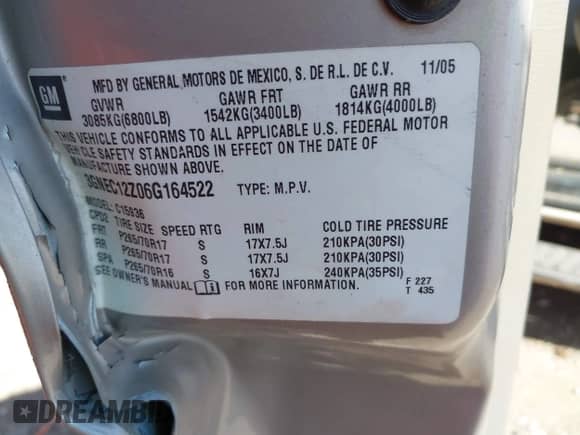 GM
MFD BY GENERAL MOTORS DE MEXICO, S. DE R.L. DE C.V. 11/05
GVWR GAWR FRT GAWR RR
3085KG(6800LB) 1542KG(3400LB) 1814KG(4000LB)
THIS VEHICLE CONFORMS TO ALL APPLICABLE U.S. FEDERAL MOTOR
VEHICLE SAFETY STANDARDS IN EFFECT ON THE DATE OF
MANUFACTURE SHOWN ABOVE.
3GNEC12Z06G164522 TYPE: M.P.V.
MODEL: C15936
CPD2 TIRE SIZE SPEED RTG RIM COLD TIRE PRESSURE
FRT P265/70R17 S 17X7.5J 210KPA(30PSI)
RR P265/70R17 S 17X7.5J 210KPA(30PSI)
SPA P265/70R16 S 16X7J 240KPA(35PSI)
SEE OWNER'S MANUAL FOR MORE INFORMATION. F 227
T 435
DREAMBID